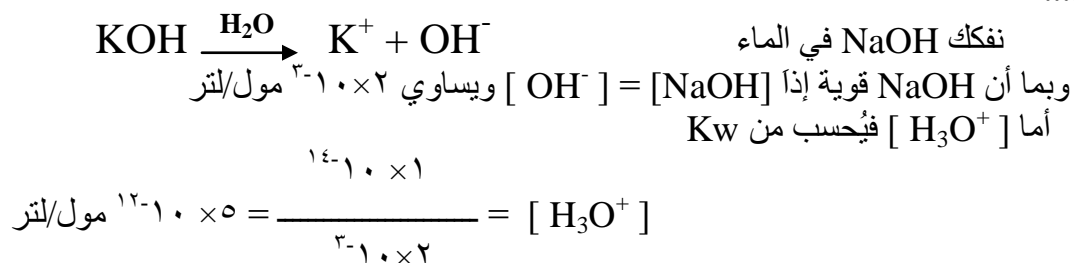 نفكك NaOH في الماء KOH —H₂O→ K⁺ + OH⁻
وبما أن NaOH قوية إذاَ [NaOH] = [ OH⁻ ] ويساوي ٢×١٠⁻³ مول/لتر
أما [ H₃O⁺ ] فيُحسب من Kw
١× ١٠⁻¹⁴
[ H₃O⁺ ] = ــــــــــــــــ = ٥× ١٠⁻¹² مول/لتر
٢×١٠⁻³